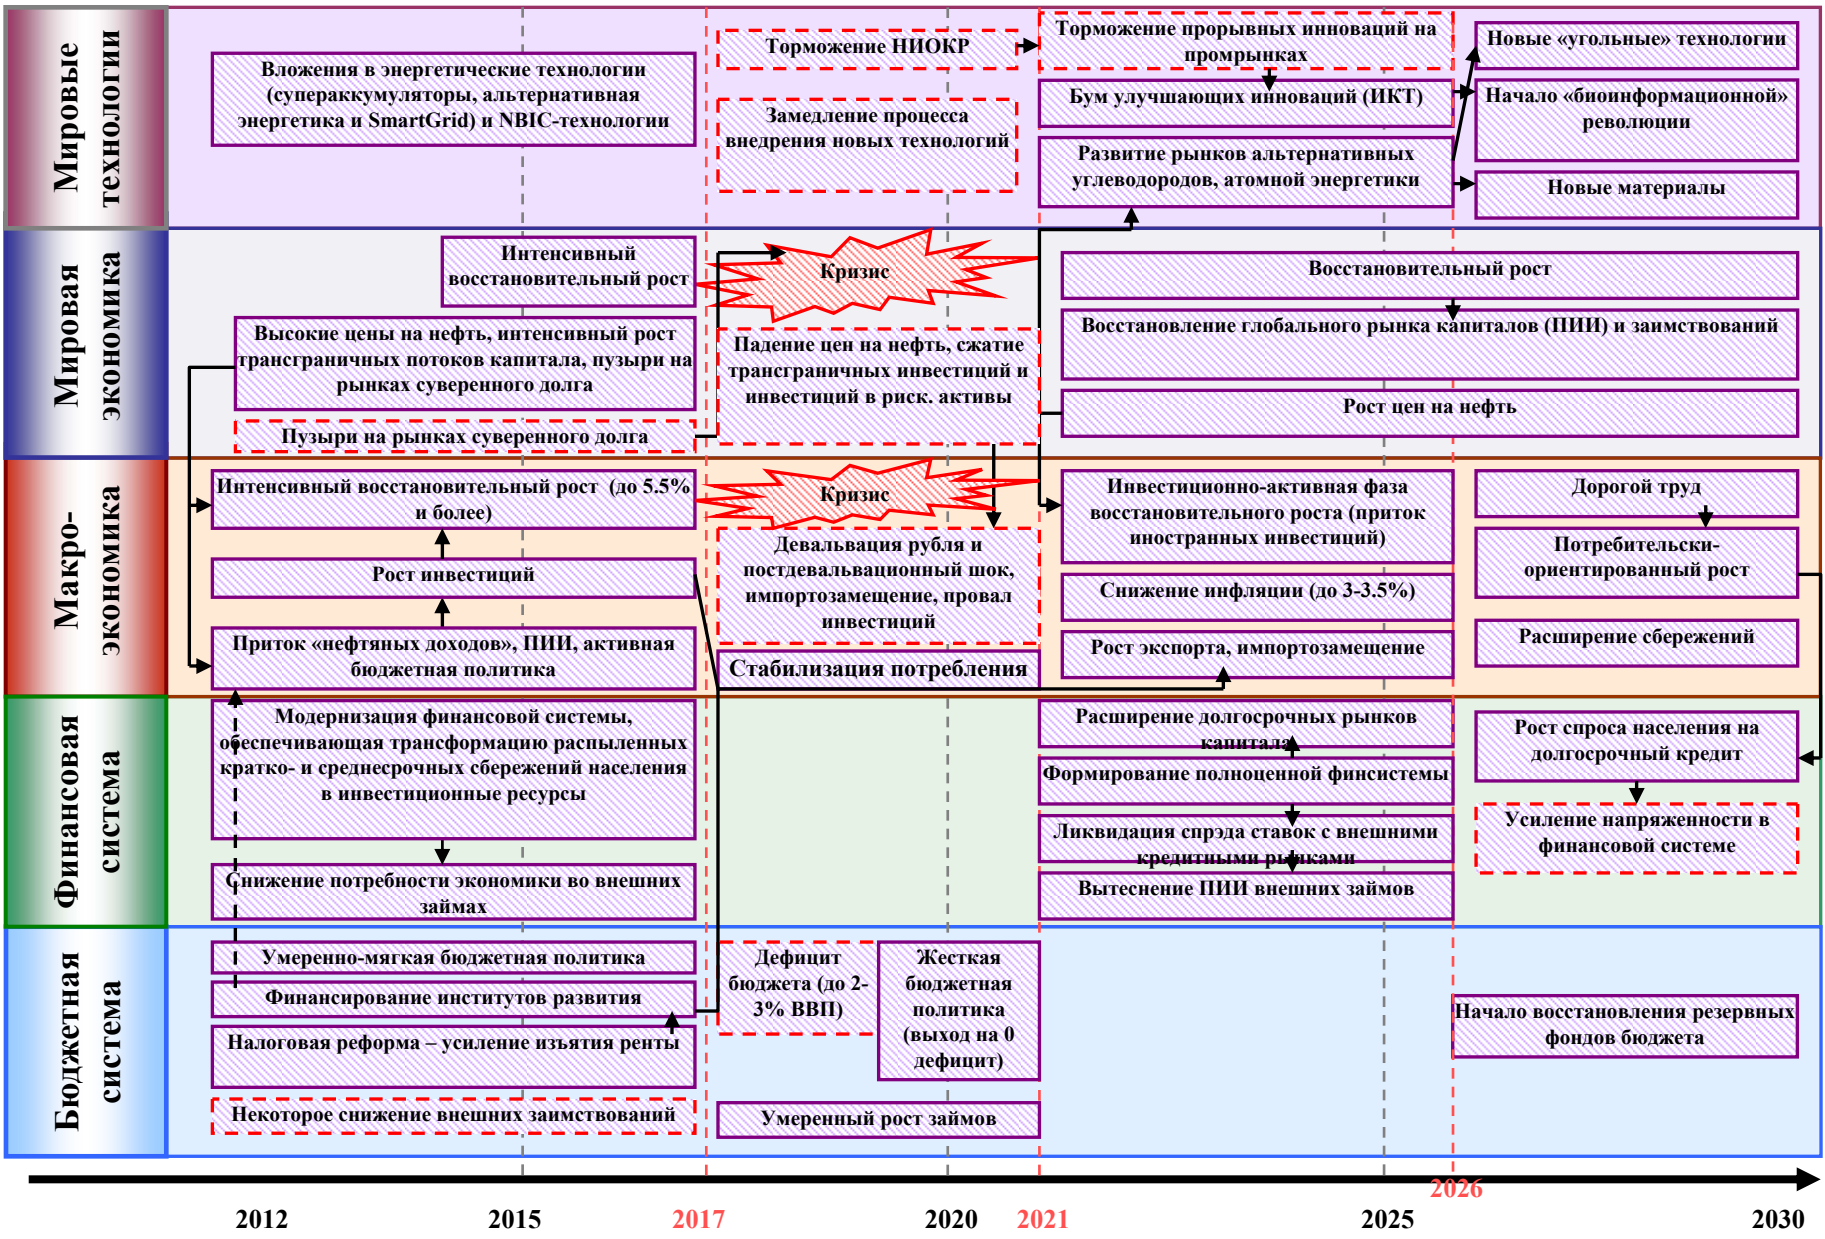 Мировые
технологии
Вложения в энергетические технологии
(супераккумуляторы, альтернативная
энергетика и SmartGrid) и NBIC-технологии
Торможение НИОКР
Замедление процесса
внедрения новых технологий
Торможение прорывных инноваций на
промрынках
Бум улучшающих инноваций (ИКТ)
Развитие рынков альтернативных
углеводородов, атомной энергетики
Новые «угольные» технологии
Начало «биоинформационной»
революции
Новые материалы
Мировая
экономика
Интенсивный
восстановительный рост
Высокие цены на нефть, интенсивный рост
трансграничных потоков капитала, пузыри на
рынках суверенного долга
Пузыри на рынках суверенного долга
Кризис
Падение цен на нефть, сжатие
трансграничных инвестиций и
инвестиций в риск. активы
Восстановительный рост
Восстановление глобального рынка капиталов (ПИИ) и заимствований
Рост цен на нефть
Макро-
экономика
Интенсивный восстановительный рост (до 5.5%
и более)
Рост инвестиций
Приток «нефтяных доходов», ПИИ, активная
бюджетная политика
Кризис
Девальвация рубля и
постдевальвационный шок,
импортозамещение, провал
инвестиций
Стабилизация потребления
Инвестиционно-активная фаза
восстановительного роста (приток
иностранных инвестиций)
Снижение инфляции (до 3-3.5%)
Рост экспорта, импортозамещение
Дорогой труд
Потребительски-
ориентированный рост
Расширение сбережений
Финансовая
система
Модернизация финансовой системы,
обеспечивающая трансформацию распыленных
кратко- и среднесрочных сбережений населения
в инвестиционные ресурсы
Снижение потребности экономики во внешних
займах
Расширение долгосрочных рынков
капитала
Формирование полноценной финсистемы
Ликвидация спрэда ставок с внешними
кредитными рынками
Вытеснение ПИИ внешних займов
Рост спроса населения на
долгосрочный кредит
Усиление напряженности в
финансовой системе
Бюджетная
система
Умеренно-мягкая бюджетная политика
Финансирование институтов развития
Налоговая реформа – усиление изъятия ренты
Некоторое снижение внешних заимствований
Дефицит
бюджета (до 2-
3% ВВП)
Жесткая
бюджетная
политика
(выход на 0
дефицит)
Умеренный рост займов
Начало восстановления резервных
фондов бюджета
2012
2015
2017
2020
2021
2025
2026
2030